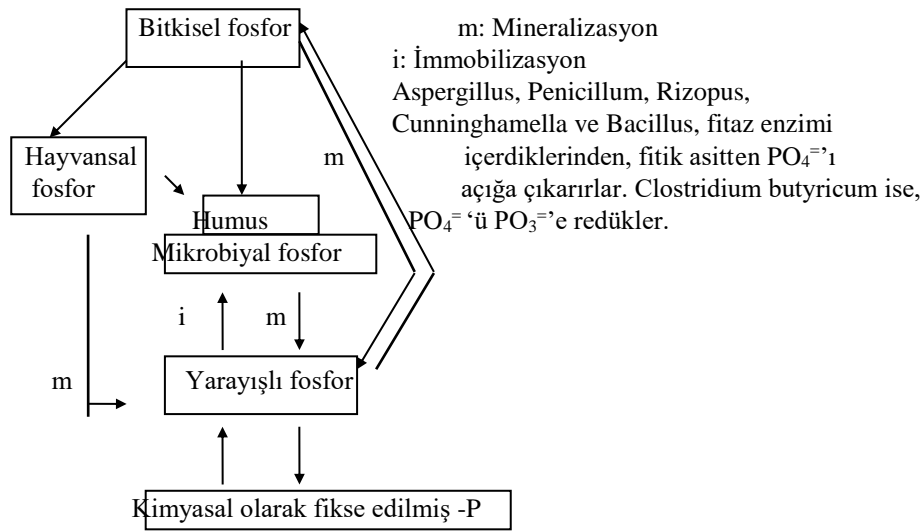 Bitkisel fosfor
m: Mineralizasyon
i: İmmobilizasyon
Aspergillus, Penicillum, Rizopus,
Cunninghamella ve Bacillus, fitaz enzimi
içerdiklerinden, fitik asitten PO₄⁼’ı
açığa çıkarırlar. Clostridium butyricum ise,
PO₄⁼ ‘ü PO₃⁼’e redükler.
Hayvansal
fosfor
m
Humus
Mikrobiyal fosfor
i
m
m
Yarayışlı fosfor
Kimyasal olarak fikse edilmiş -P